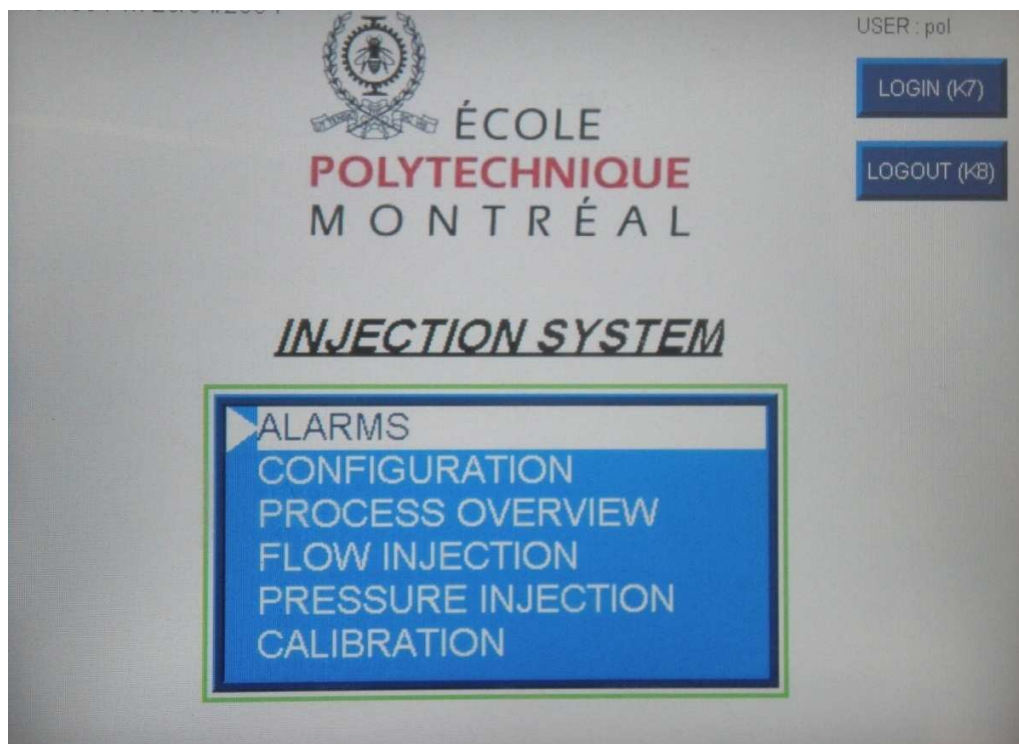 USER : pol
LOGIN (K7)
LOGOUT (K8)
ÉCOLE
POLYTECHNIQUE
MONTRÉAL
INJECTION SYSTEM
ALARMS
CONFIGURATION
PROCESS OVERVIEW
FLOW INJECTION
PRESSURE INJECTION
CALIBRATION